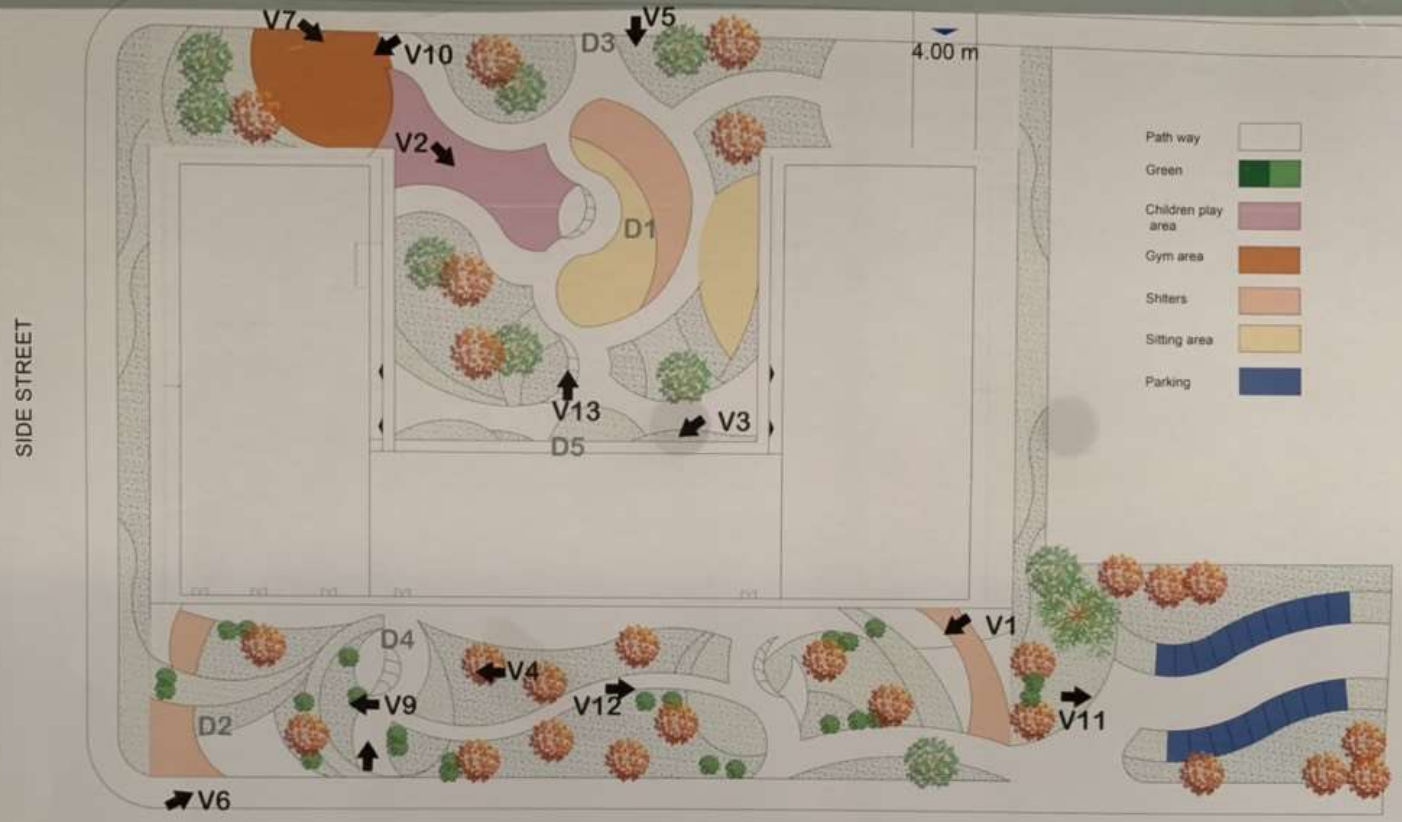 V7
V10
V5
D3
4.00 m
V2
D1
Path way
Green
Children play
area
Gym area
Shlters
Sitting area
Parking
SIDE STREET
V13
V3
D5
D4
V1
V4
V9
V12
V11
D2
V6